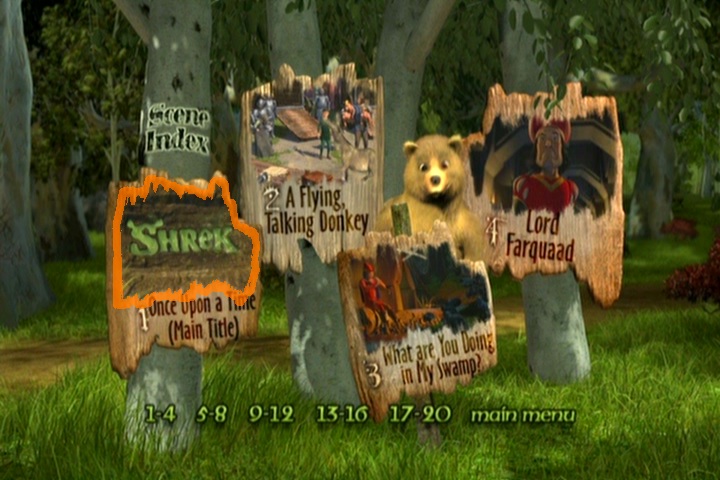 Scene
Index
SHREK
1 Once Upon a Time
(Main Title)
2 A Flying,
Talking Donkey
3 What are You Doing
in My Swamp?
4 Lord
Farquaad
1-4 5-8 9-12 13-16 17-20 main menu